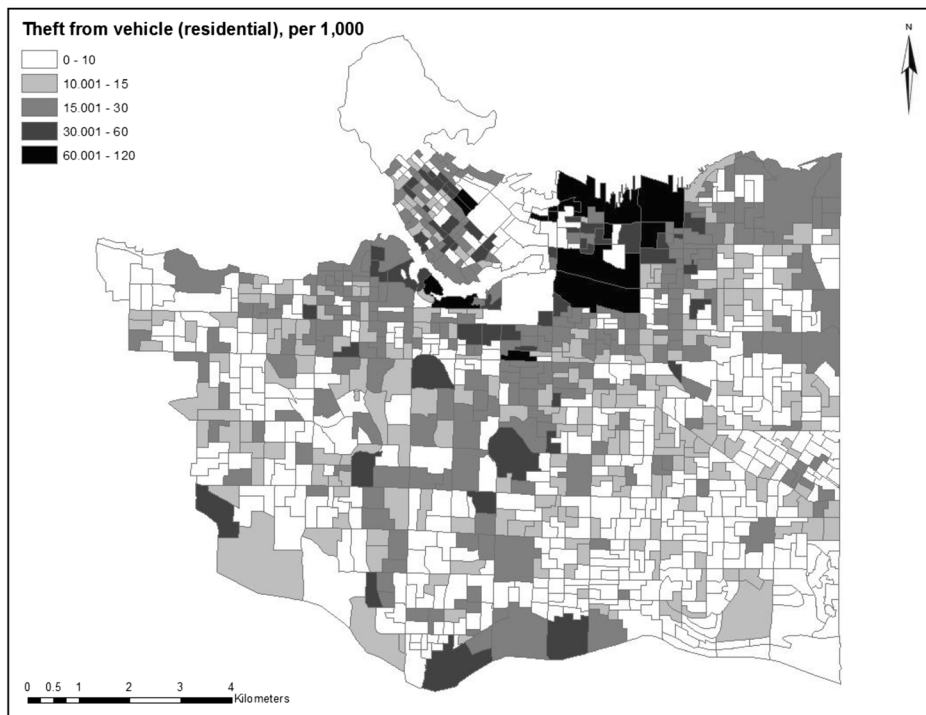 Theft from vehicle (residential), per 1,000
0 - 10
10.001 - 15
15.001 - 30
30.001 - 60
60.001 - 120
N
0 0.5 1 2 3 4
Kilometers